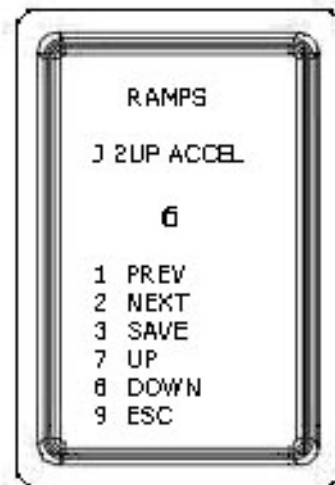 RAMPS
J 2UP ACCEL
6
1 PREV
2 NEXT
3 SAVE
7 UP
8 DOWN
9 ESC